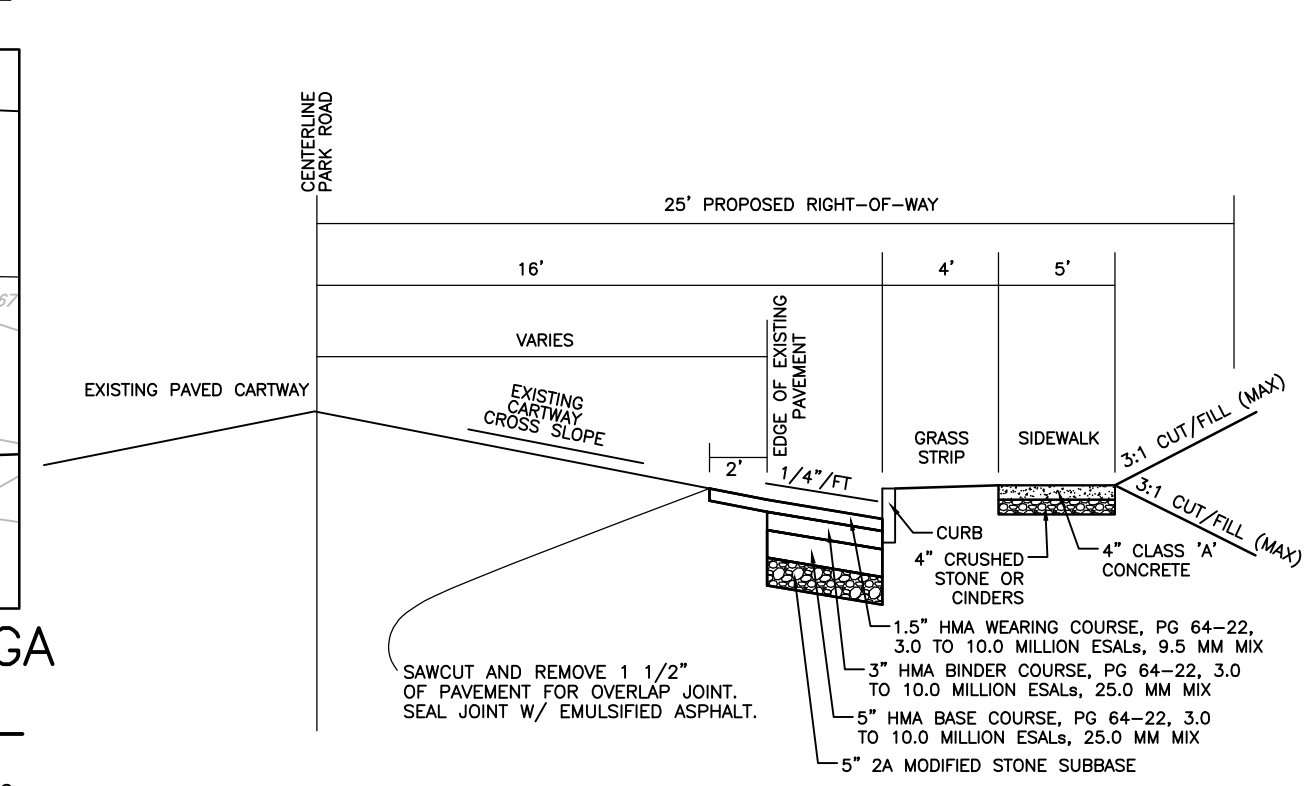 CENTERLINE
PARK ROAD
25' PROPOSED RIGHT-OF-WAY
16'
4'
5'
67
VARIES
EDGE OF EXISTING
PAVEMENT
EXISTING PAVED CARTWAY
EXISTING
CARTWAY
CROSS SLOPE
2'
1/4"/FT
GRASS
STRIP
SIDEWALK
3:1 CUT/FILL (MAX)
3:1 CUT/FILL (MAX)
CURB
4" CRUSHED
STONE OR
CINDERS
4" CLASS 'A'
CONCRETE
GA
1.5" HMA WEARING COURSE, PG 64-22,
3.0 TO 10.0 MILLION ESALs, 9.5 MM MIX
SAWCUT AND REMOVE 1 1/2"
OF PAVEMENT FOR OVERLAP JOINT.
SEAL JOINT W/ EMULSIFIED ASPHALT.
3" HMA BINDER COURSE, PG 64-22, 3.0
TO 10.0 MILLION ESALs, 25.0 MM MIX
5" HMA BASE COURSE, PG 64-22, 3.0
TO 10.0 MILLION ESALs, 25.0 MM MIX
5" 2A MODIFIED STONE SUBBASE